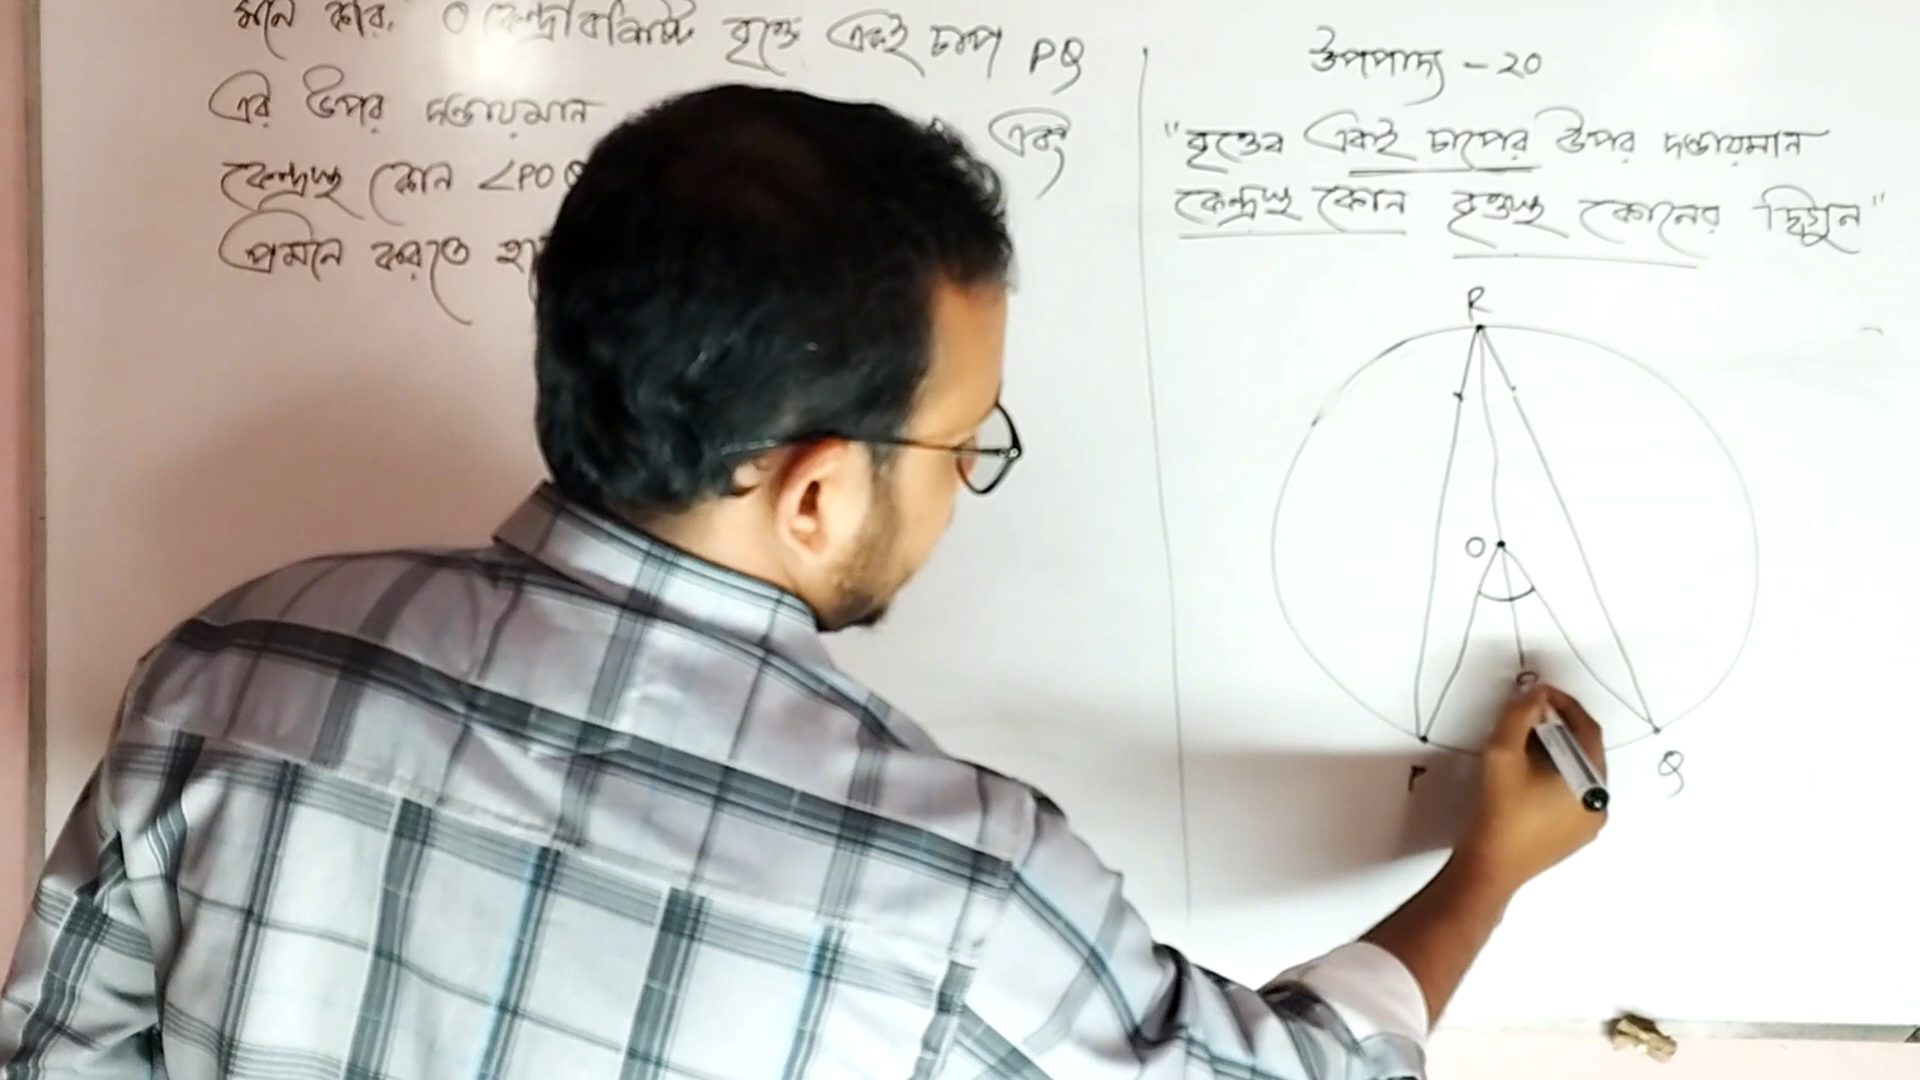 মনে করি, O কেন্দ্রবিশিষ্ট বৃত্তে একই চাপ PQ
এর উপর দণ্ডায়মান
এবং
কেন্দ্রস্থ কোন ∠POQ
প্রমান করতে
উপপাদ্য - ২০
"বৃত্তের একই চাপের উপর দণ্ডায়মান
কেন্দ্রস্থ কোন বৃত্তস্থ কোনের দ্বিগুন"
R
O
P
Q